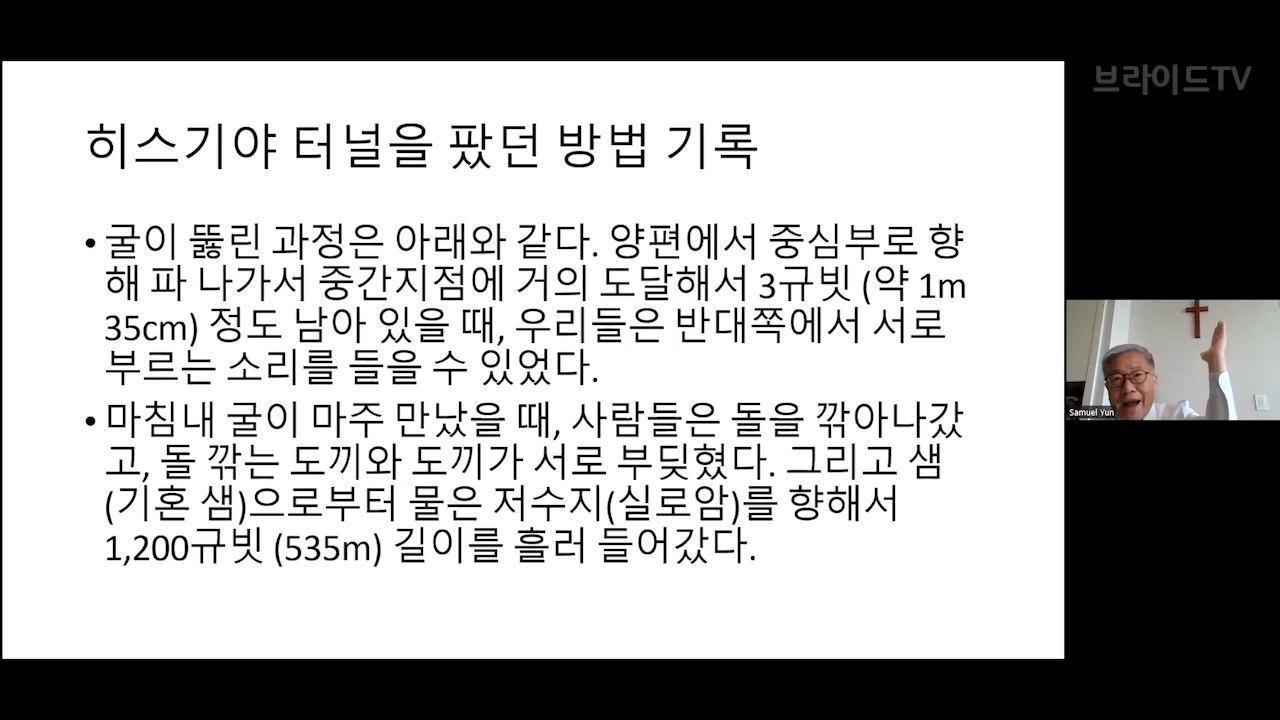 브라이드TV
히스기야 터널을 팠던 방법 기록
• 굴이 뚫린 과정은 아래와 같다. 양편에서 중심부로 향
해 파 나가서 중간지점에 거의 도달해서 3규빗 (약 1m
35cm) 정도 남아 있을 때, 우리들은 반대쪽에서 서로
부르는 소리를 들을 수 있었다.
• 마침내 굴이 마주 만났을 때, 사람들은 돌을 깎아나갔
고, 돌 깎는 도끼와 도끼가 서로 부딪혔다. 그리고 샘
(기혼 샘)으로부터 물은 저수지(실로암)를 향해서
1,200규빗 (535m) 길이를 흘러 들어갔다.
Samuel Yun